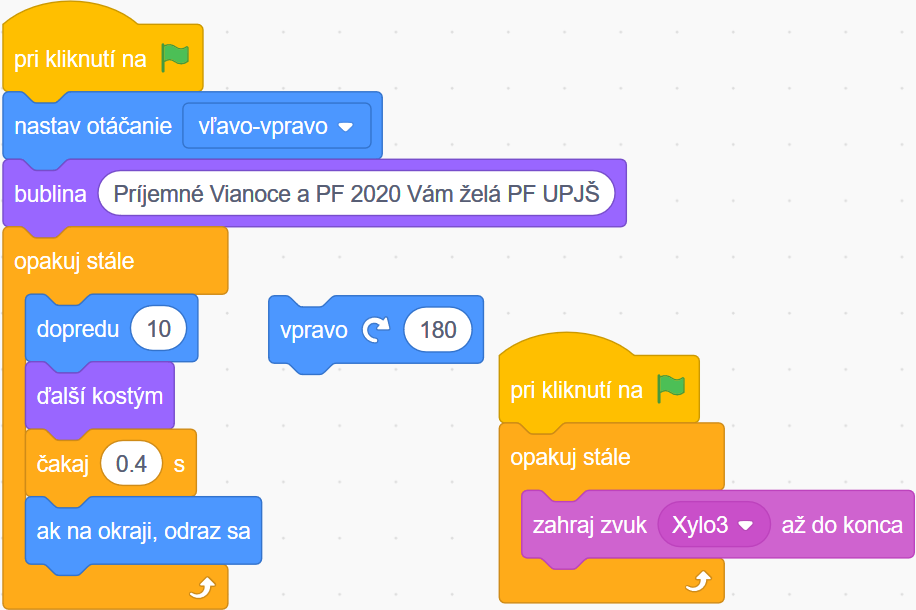 pri kliknutí na
nastav otáčanie vľavo-vpravo
bublina Príjemné Vianoce a PF 2020 Vám želá PF UPJŠ
opakuj stále
dopredu 10
ďalší kostým
čakaj 0.4 s
ak na okraji, odraz sa
vpravo 180
pri kliknutí na
opakuj stále
zahraj zvuk Xylo3 až do konca